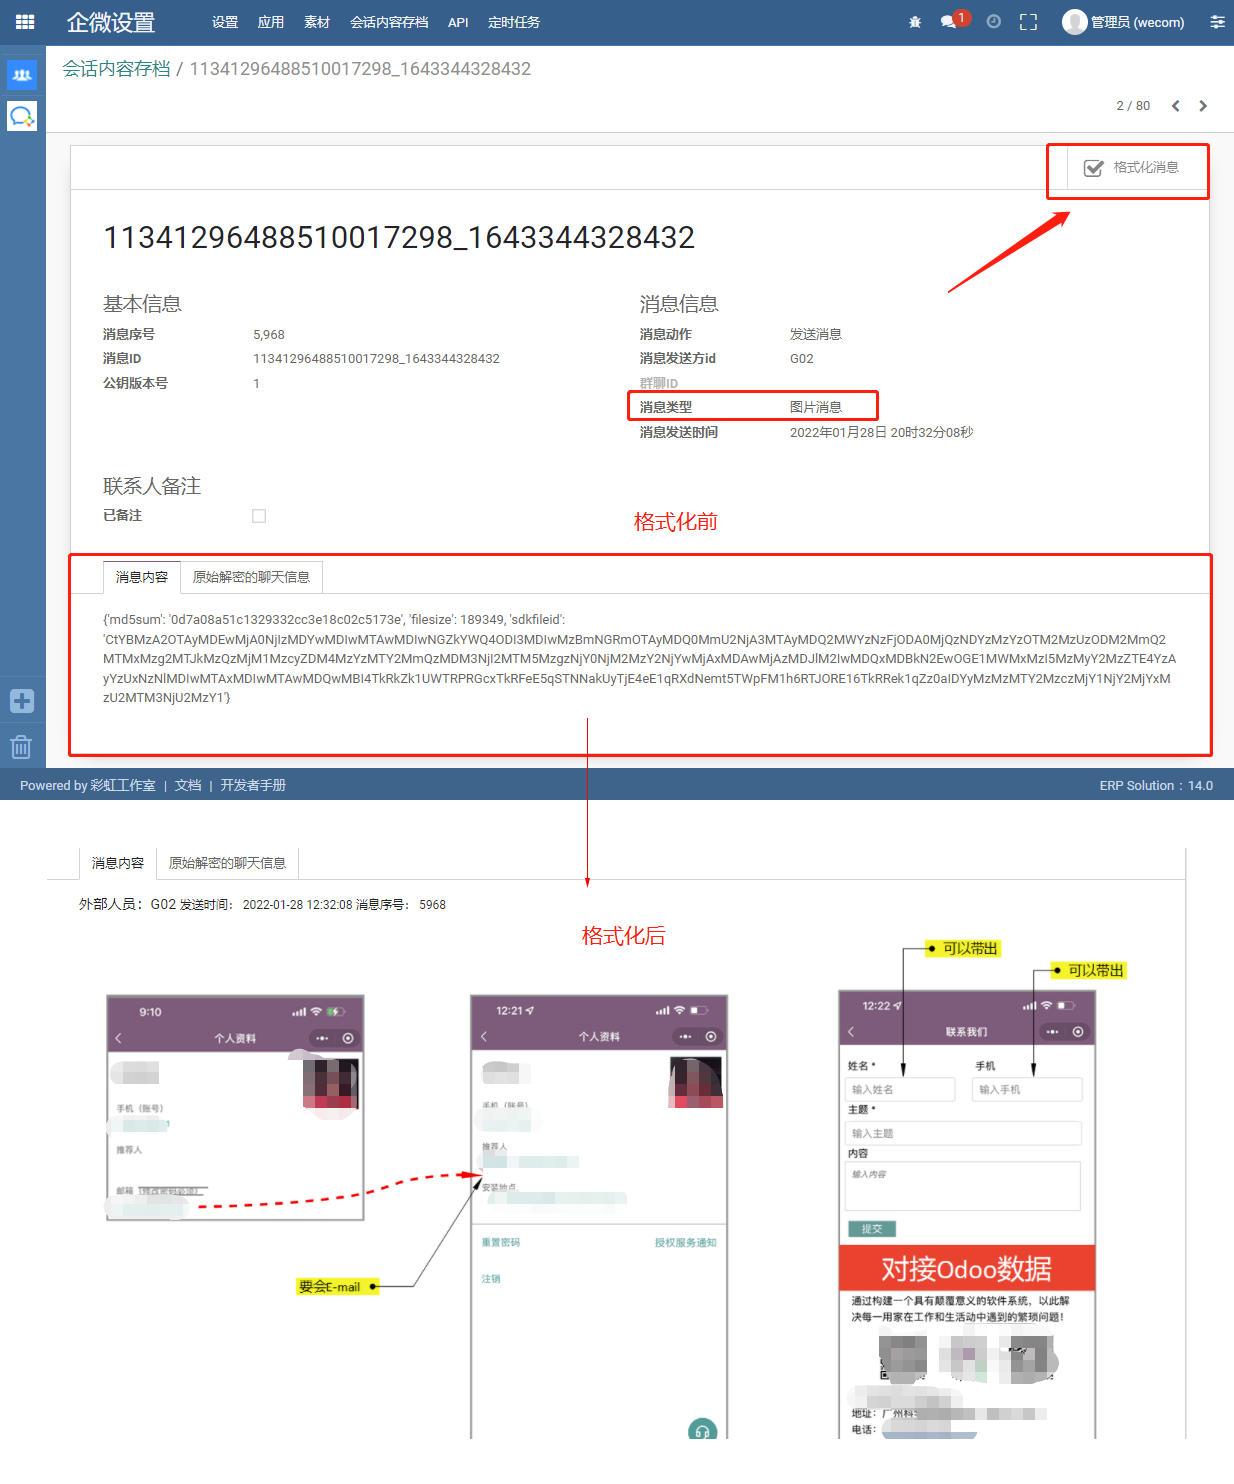 企微设置 设置 应用 素材 会话内容存档 API 定时任务 1 管理员 (wecom)
会话内容存档 / 11341296488510017298_1643344328432
2 / 80
格式化消息
11341296488510017298_1643344328432
基本信息 消息信息
消息序号 5,968 消息动作 发送消息
消息ID 11341296488510017298_1643344328432 消息发送方id G02
公钥版本号 1 群聊ID
消息类型 图片消息
消息发送时间 2022年01月28日 20时32分08秒
联系人备注
已备注
格式化前
消息内容 原始解密的聊天信息
{'md5sum': '0d7a08a51c1329332cc3e18c02c5173e', 'filesize': 189349, 'sdkfileid':
'CtYBMzA2OTAyMDEwMjA0NjIzMDYwMDIwMTAwMDIwNGZkYWQ4ODI3MDIwMzBmNGRmOTAyMDQ0MmU2NjA3MTAyMDQ2MWYzNzFjODA0MjQzNDYzMzYzOTM2MzUzODM2MmQ2
MTMxMzg2MTJkMzQzMjM1MzcyZDM4MzYzMTY2MmQzMDM3NjI2MTM5MzgzNjY0NjM2MzY2NjYwMjAxMDAwMjAzMDJlM2IwMDQxMDBkN2EwOGE1MWMxMzI5MzMyY2MzZTE4YzA
yYzUxNzNlMDIwMTAxMDIwMTAwMDQwMBI4TkRkZk1UWTRPRGcxTkRFeE5qSTNNakUyTjE4eE1qRXdNemt5TWpFM1h6RTJORE16TkRRek1qZz0aIDYyMzMzMTY2MzczMjY1NjY2MjYxM
zU2MTM3NjU2MzY1'}
Powered by 彩虹工作室 | 文档 | 开发者手册 ERP Solution：14.0
消息内容 原始解密的聊天信息
外部人员：G02 发送时间： 2022-01-28 12:32:08 消息序号： 5968
格式化后
可以带出
可以带出
9:10
个人资料
手机（账号）
推荐人
邮箱（修改密码必须）
12:21
个人资料
手机（账号）
推荐人
安装地点
重置密码 授权服务通知
注销
要会E-mail
12:22
联系我们
姓名 * 手机
输入姓名 输入手机
主题 *
输入主题
内容
输入内容
提交
对接Odoo数据
通过构建一个具有颠覆意义的软件系统，以此解
决每一用家在工作和生活动中遇到的繁琐问题！
地址：广州科
电话：